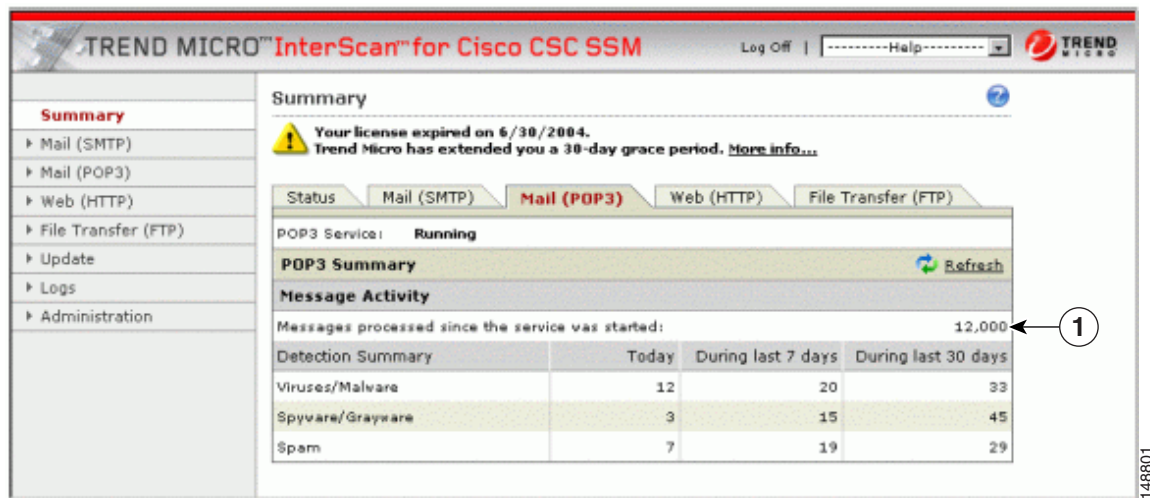 TREND MICRO™ InterScan™ for Cisco CSC SSM Log Off | ---------Help--------- TREND MICRO
Summary
Mail (SMTP)
Mail (POP3)
Web (HTTP)
File Transfer (FTP)
Update
Logs
Administration
Summary
Your license expired on 6/30/2004.
Trend Micro has extended you a 30-day grace period. More info...
Status Mail (SMTP) Mail (POP3) Web (HTTP) File Transfer (FTP)
POP3 Service: Running
POP3 Summary Refresh
Message Activity
Messages processed since the service was started: 12,000 1
Detection Summary Today During last 7 days During last 30 days
Viruses/Malware 12 20 33
Spyware/Grayware 3 15 45
Spam 7 19 29
148801